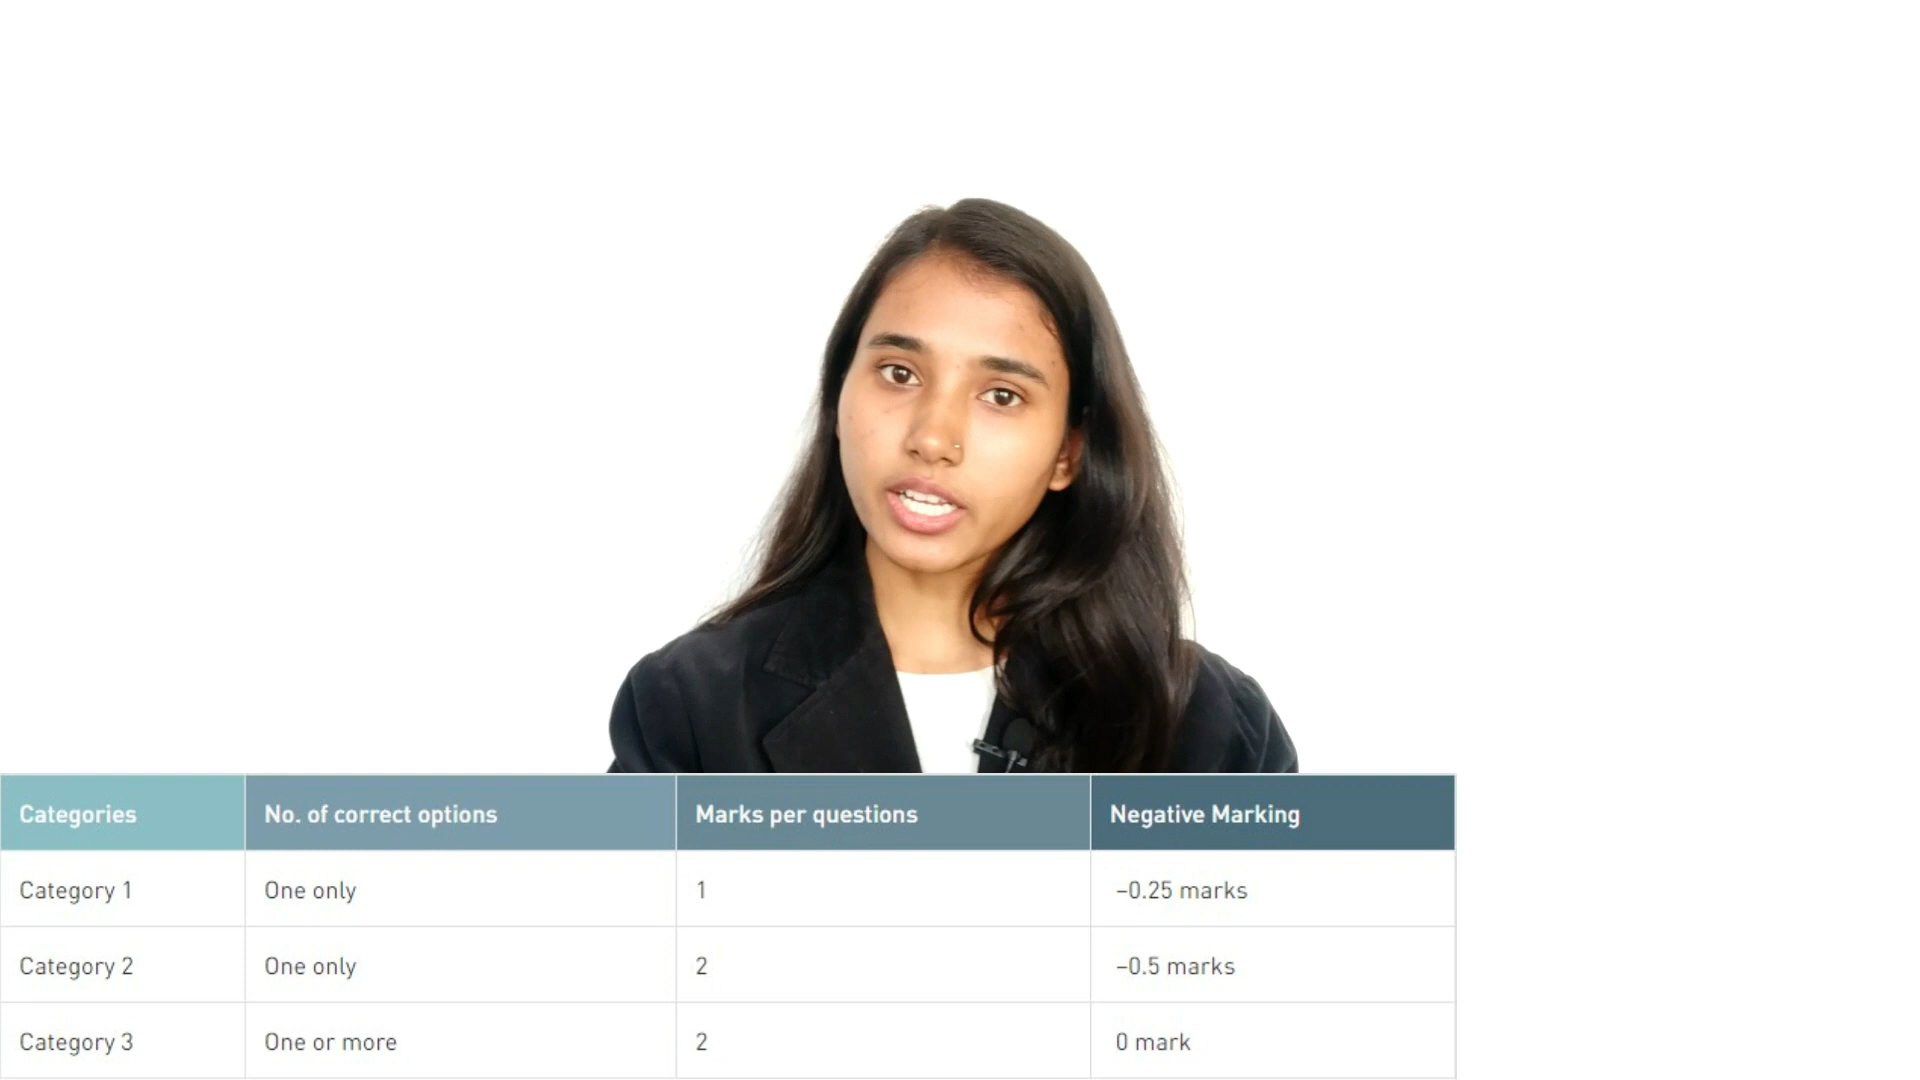 Categories No. of correct options Marks per questions Negative Marking
Category 1 One only 1 −0.25 marks
Category 2 One only 2 −0.5 marks
Category 3 One or more 2 0 mark